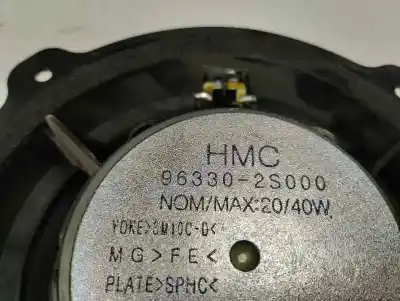 HMC
96330-2S000
NOM/MAX:20/40W
YOKE>SM10C-D<
MG>FE<
PLATE>SPHC<